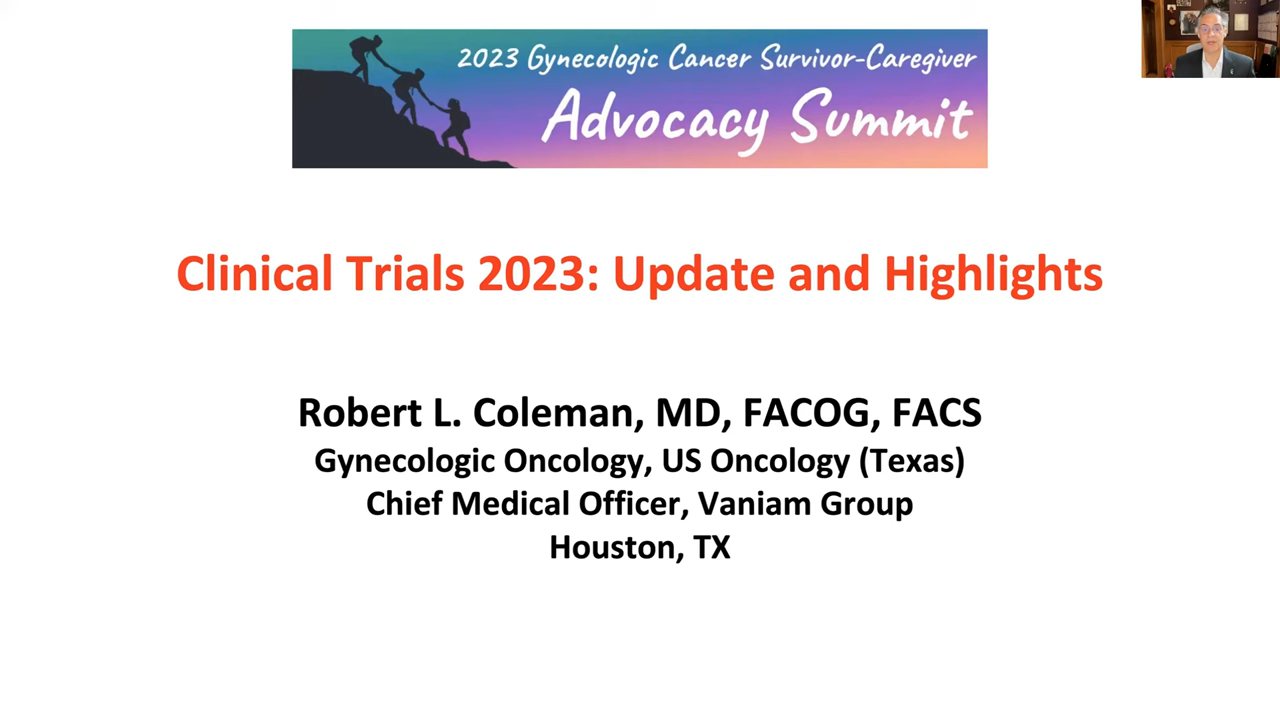 2023 Gynecologic Cancer Survivor-Caregiver
Advocacy Summit
Clinical Trials 2023: Update and Highlights
Robert L. Coleman, MD, FACOG, FACS
Gynecologic Oncology, US Oncology (Texas)
Chief Medical Officer, Vaniam Group
Houston, TX